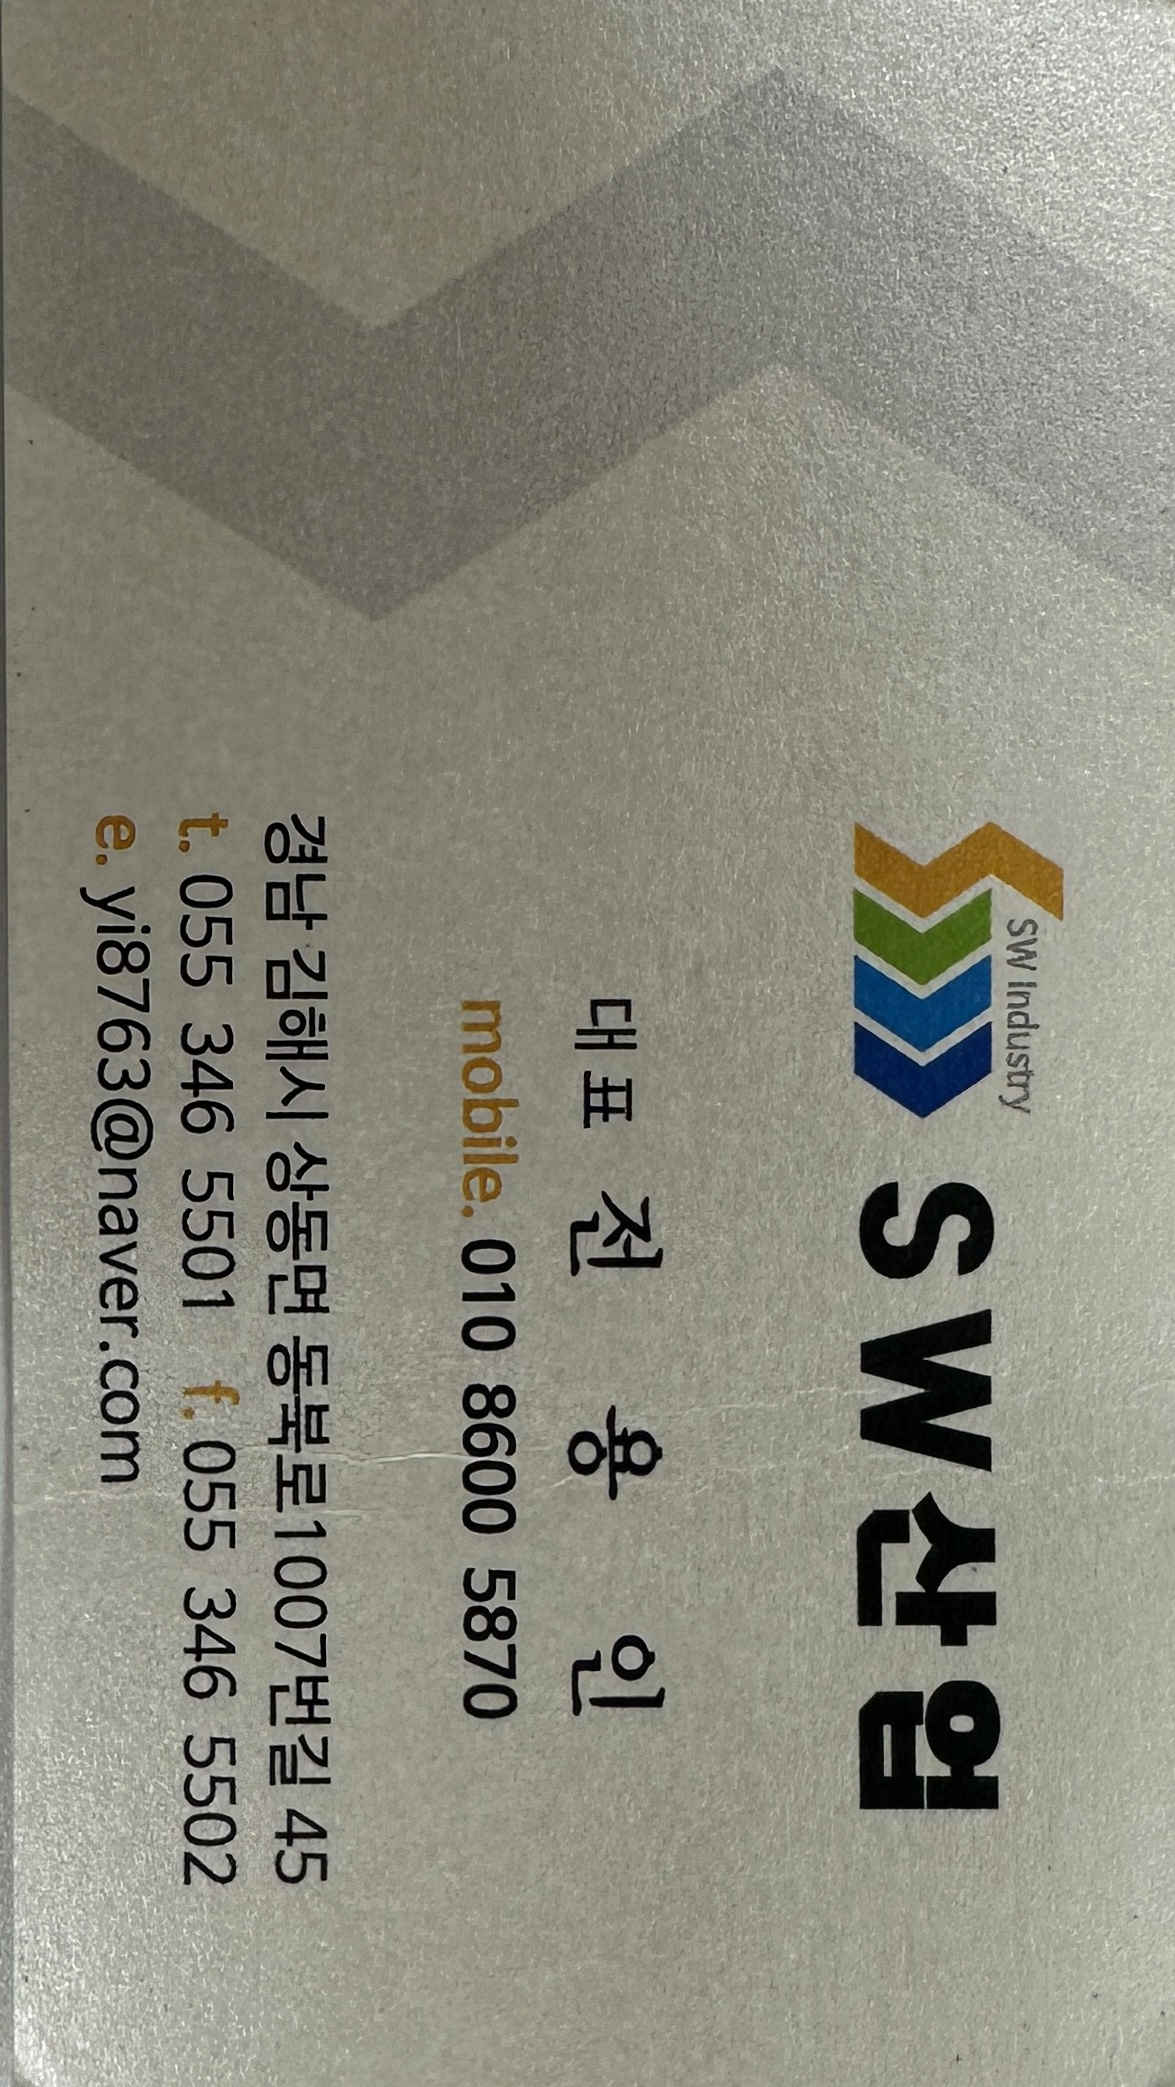 SW Industry
SW산업
대표 전 용 인
mobile. 010 8600 5870
경남 김해시 상동면 동북로1007번길 45
t. 055 346 5501 f. 055 346 5502
e. yi8763@naver.com